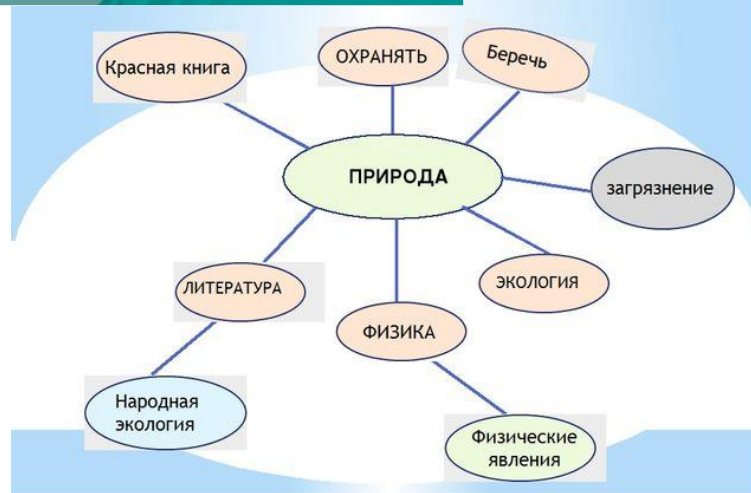 Красная книга
ОХРАНЯТЬ
Беречь
ПРИРОДА
загрязнение
ЛИТЕРАТУРА
ФИЗИКА
ЭКОЛОГИЯ
Народная
экология
Физические
явления